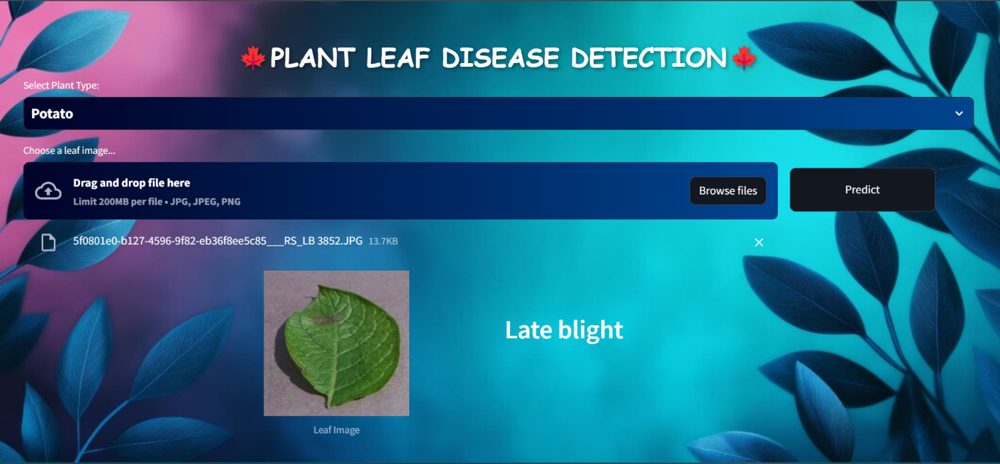 PLANT LEAF DISEASE DETECTION
Select Plant Type:
Potato
Choose a leaf image...
Drag and drop file here
Limit 200MB per file • JPG, JPEG, PNG
Browse files
Predict
5f0801e0-b127-4596-9f82-eb36f8ee5c85___RS_LB 3852.JPG 13.7KB
Late blight
Leaf Image